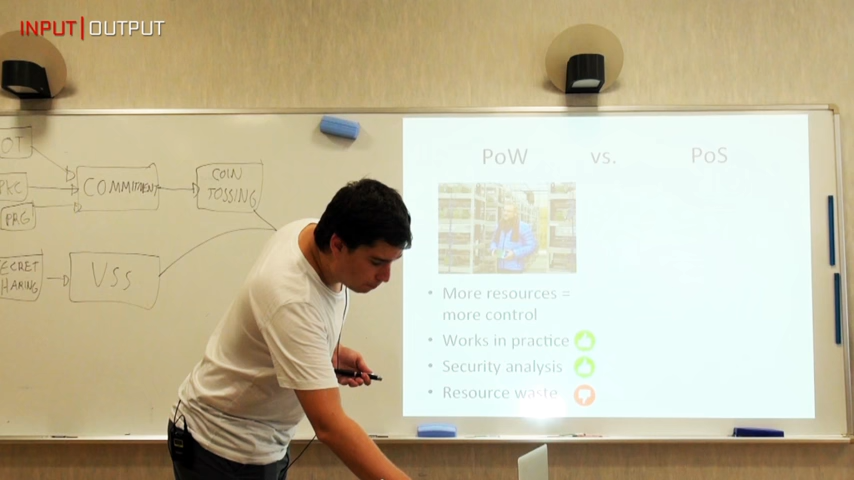 INPUT|OUTPUT
OT
PKC
PRG
COMMITMENT
COIN
TOSSING
ECRET
HARING
VSS
PoW vs. PoS
• More resources =
more control
• Works in practice
• Security analysis
• Resource waste